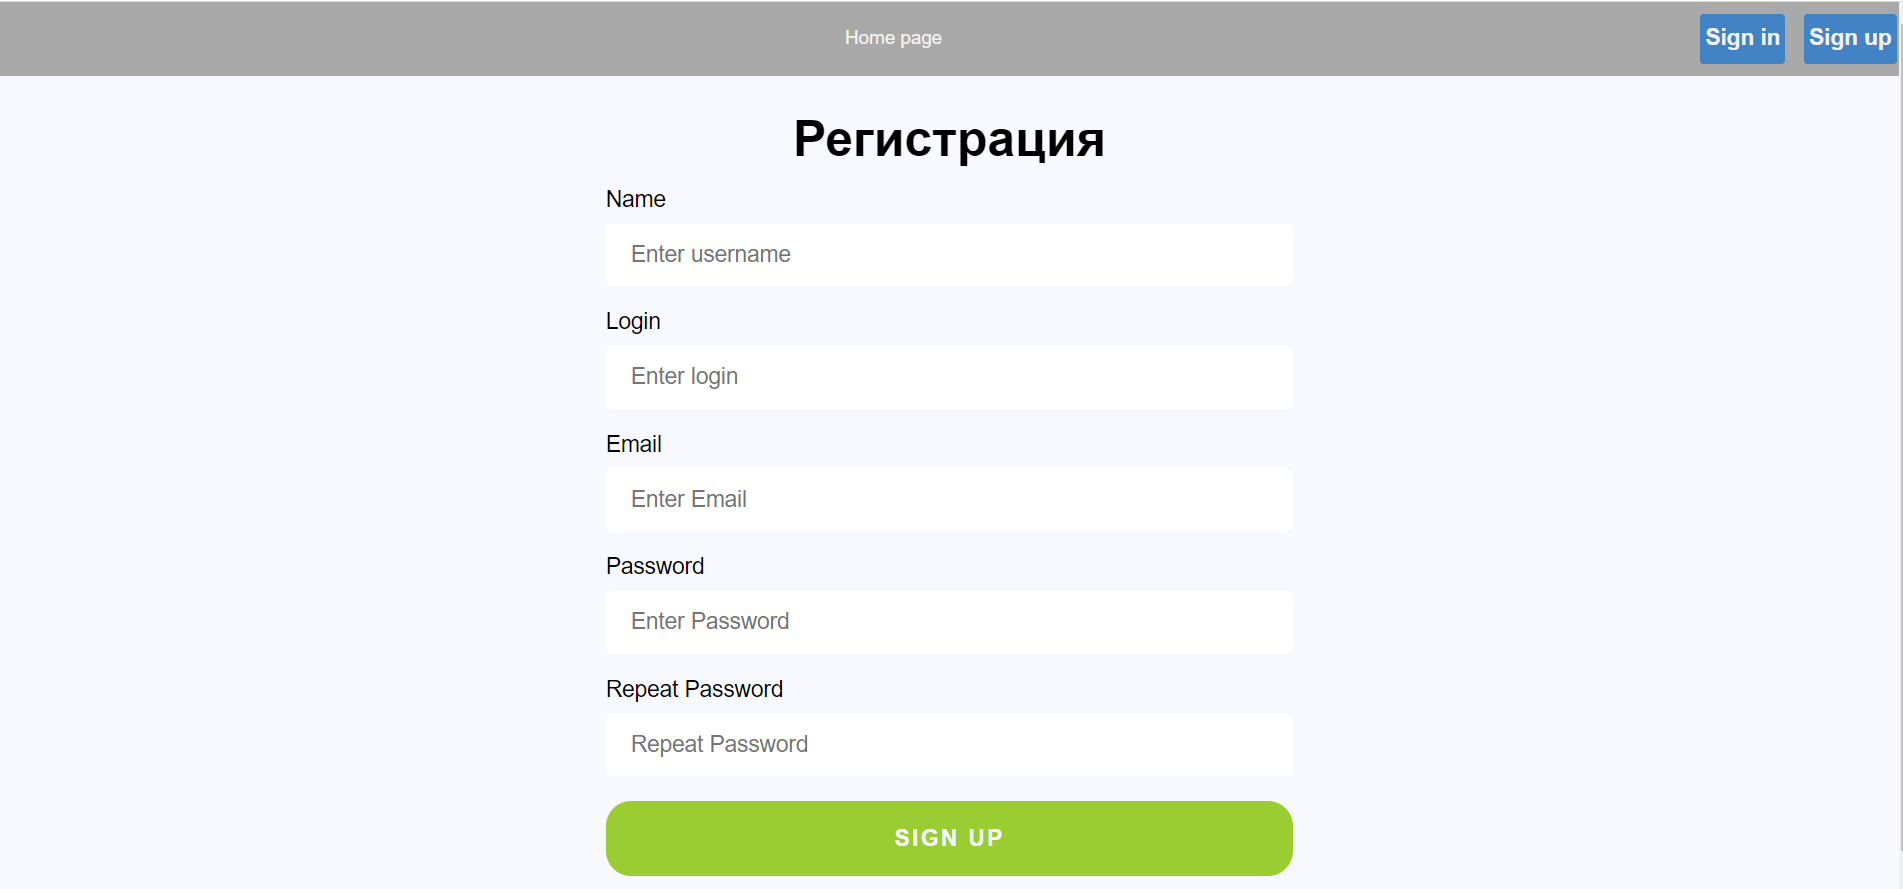 Home page
Sign in
Sign up
Регистрация
Name
Enter username
Login
Enter login
Email
Enter Email
Password
Enter Password
Repeat Password
Repeat Password
SIGN UP